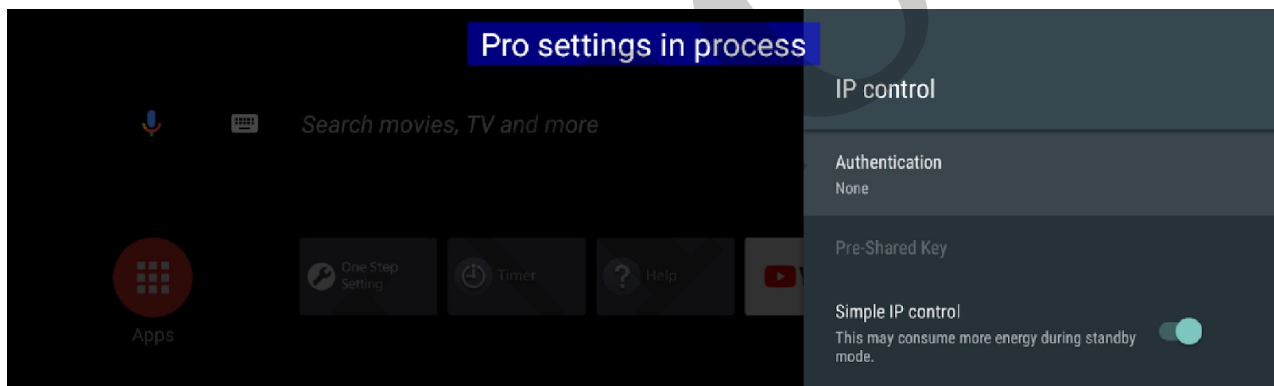 Pro settings in process
IP control
Search movies, TV and more
Authentication
None
Pre-Shared Key
One Step
Setting
Timer
Help
Apps
Simple IP control
This may consume more energy during standby
mode.